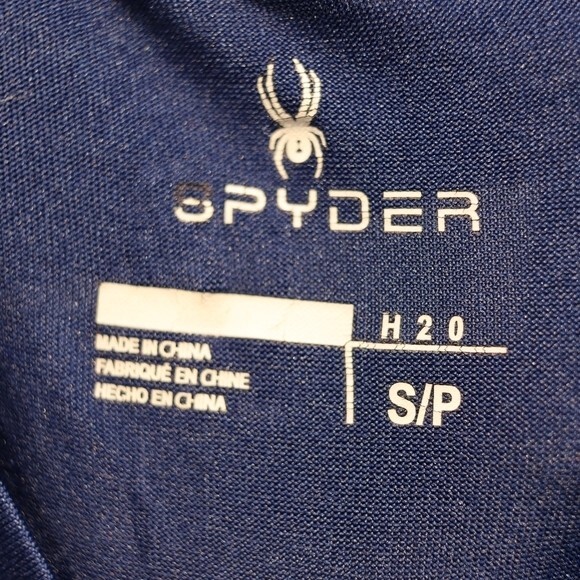 SPYDER
H20
MADE IN CHINA
FABRIQUÉ EN CHINE
HECHO EN CHINA
S/P